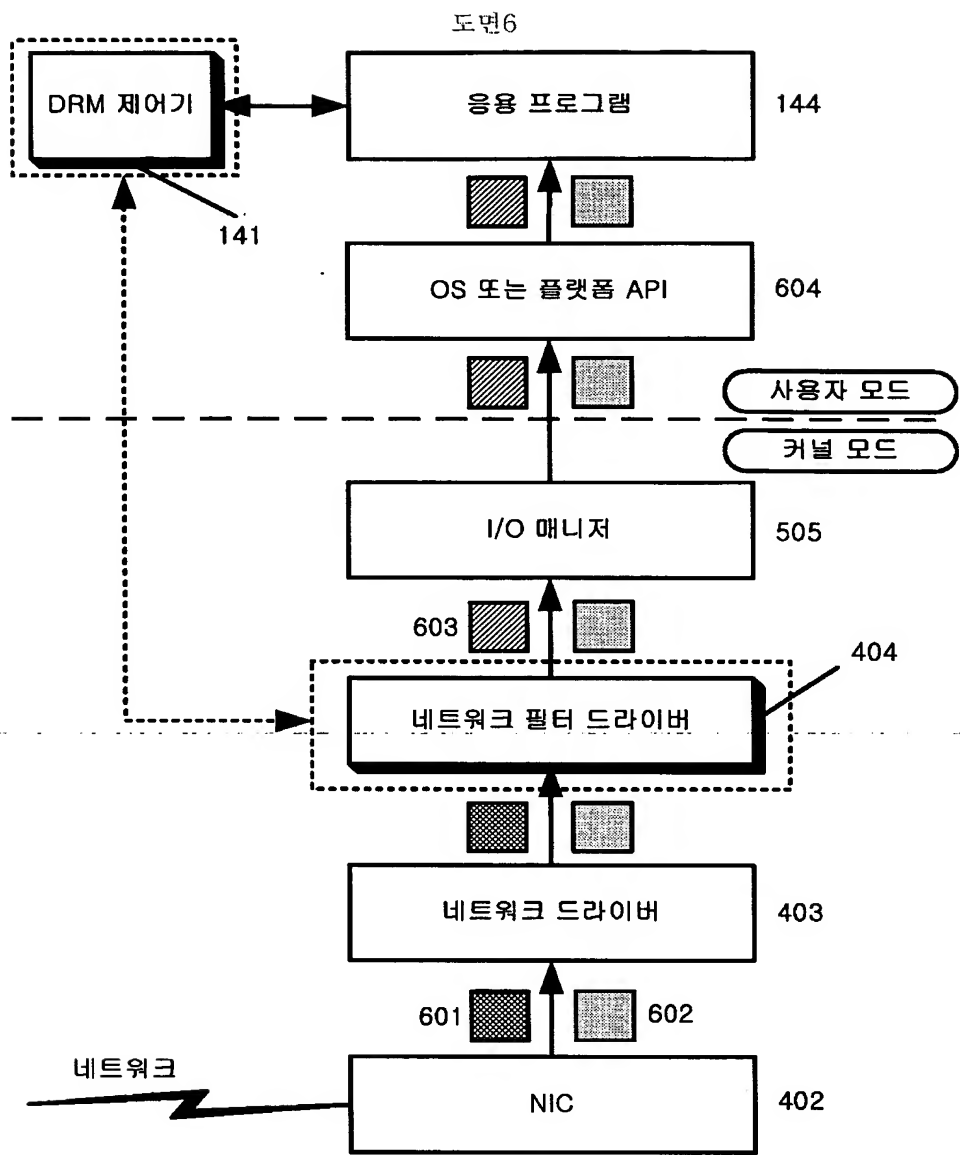 도면6
DRM 제어기
응용 프로그램
144
141
OS 또는 플랫폼 API
604
사용자 모드
커널 모드
I/O 매니저
505
603
404
네트워크 필터 드라이버
네트워크 드라이버
403
601
602
네트워크
NIC
402